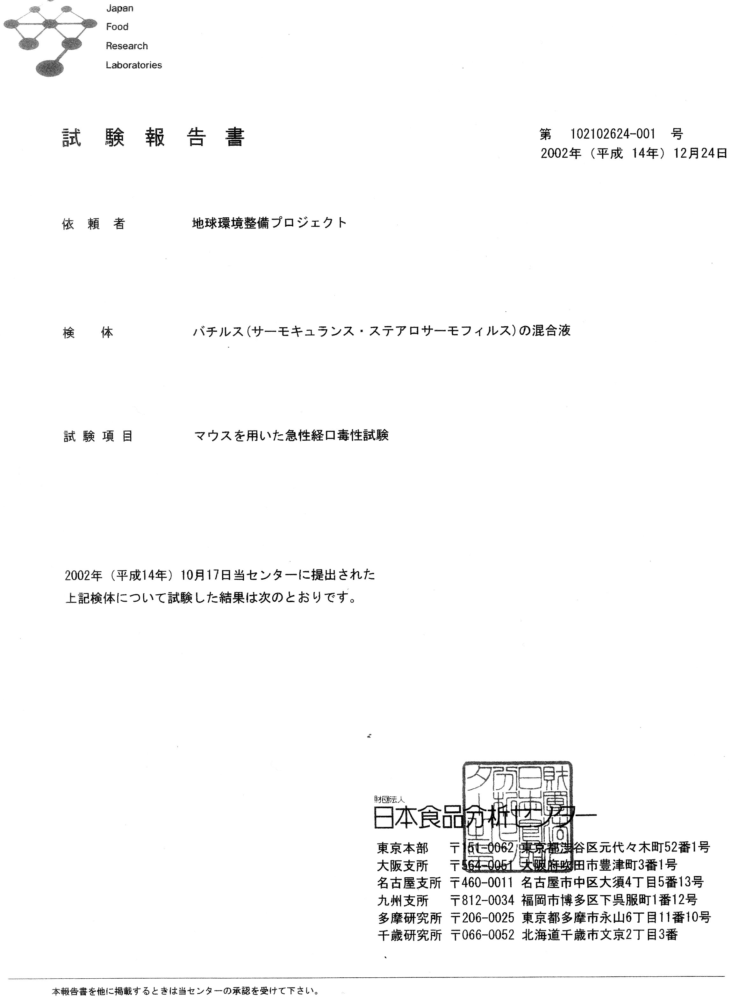 Japan
Food
Research
Laboratories
試験報告書
第 102102624-001 号
2002年（平成 14年）12月24日
依頼者 地球環境整備プロジェクト
検体 バチルス(サーモキュランス・ステアロサーモフィルス)の混合液
試験項目 マウスを用いた急性経口毒性試験
2002年（平成14年）10月17日当センターに提出された
上記検体について試験した結果は次のとおりです。
財団法人
日本食品分析センター
東京本部 〒151-0062 東京都渋谷区元代々木町52番1号
大阪支所 〒564-0051 大阪府吹田市豊津町3番1号
名古屋支所 〒460-0011 名古屋市中区大須4丁目5番13号
九州支所 〒812-0034 福岡市博多区下呉服町1番12号
多摩研究所 〒206-0025 東京都多摩市永山6丁目11番10号
千歳研究所 〒066-0052 北海道千歳市文京2丁目3番
本報告書を他に掲載するときは当センターの承認を受けて下さい。